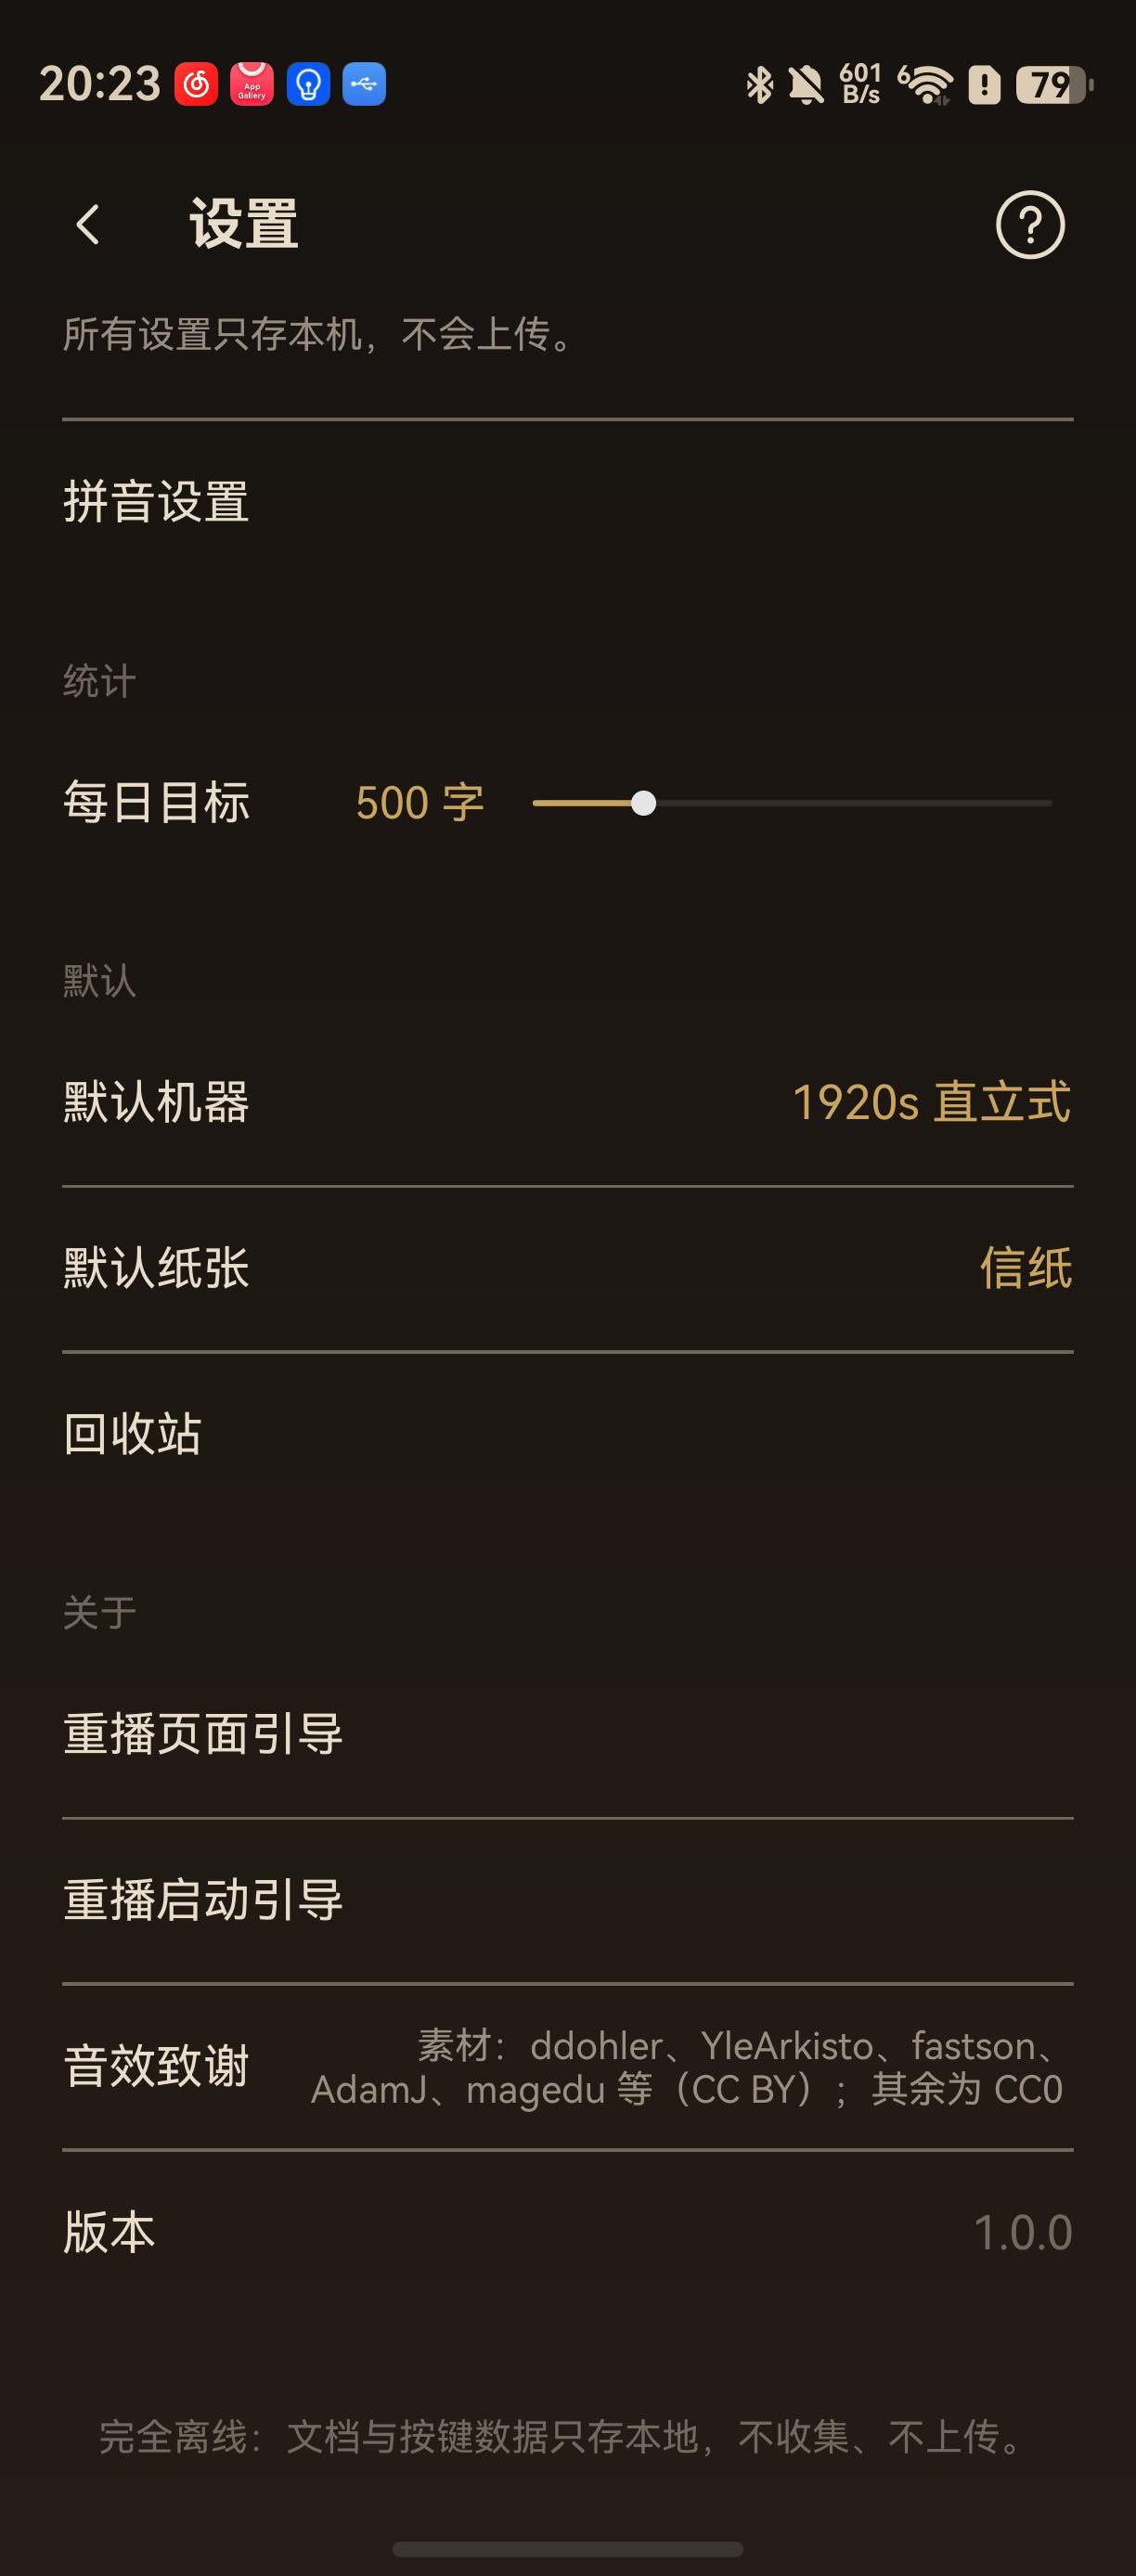 20:23
App
Gallery
601
B/s
6
79
设置
所有设置只存本机，不会上传。
拼音设置
统计
每日目标 500 字
默认
默认机器 1920s 直立式
默认纸张 信纸
回收站
关于
重播页面引导
重播启动引导
音效致谢 素材：ddohler、YleArkisto、fastson、
AdamJ、magedu 等（CC BY）；其余为 CC0
版本 1.0.0
完全离线：文档与按键数据只存本地，不收集、不上传。